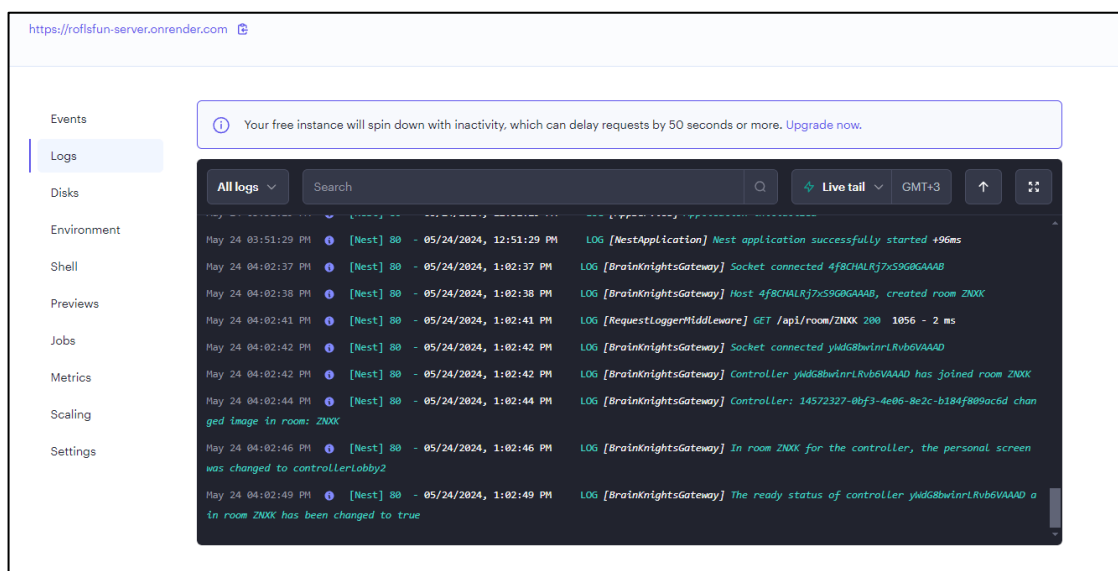 https://roflsfun-server.onrender.com
Events
Logs
Disks
Environment
Shell
Previews
Jobs
Metrics
Scaling
Settings
Your free instance will spin down with inactivity, which can delay requests by 50 seconds or more. Upgrade now.
All logs
Search
Live tail
GMT+3
May 24 03:51:29 PM [Nest] 80 - 05/24/2024, 12:51:29 PM LOG [NestApplication] Nest application successfully started +96ms
May 24 04:02:37 PM [Nest] 80 - 05/24/2024, 1:02:37 PM LOG [BrainKnightsGateway] Socket connected 4f8CHALRj7xS9G0GAAAB
May 24 04:02:38 PM [Nest] 80 - 05/24/2024, 1:02:38 PM LOG [BrainKnightsGateway] Host 4f8CHALRj7xS9G0GAAAB, created room ZNXK
May 24 04:02:41 PM [Nest] 80 - 05/24/2024, 1:02:41 PM LOG [RequestLoggerMiddleware] GET /api/room/ZNXK 200 1056 - 2 ms
May 24 04:02:42 PM [Nest] 80 - 05/24/2024, 1:02:42 PM LOG [BrainKnightsGateway] Socket connected yWdG8bwinrLRvb6VAAAD
May 24 04:02:42 PM [Nest] 80 - 05/24/2024, 1:02:42 PM LOG [BrainKnightsGateway] Controller yWdG8bwinrLRvb6VAAAD has joined room ZNXK
May 24 04:02:44 PM [Nest] 80 - 05/24/2024, 1:02:44 PM LOG [BrainKnightsGateway] Controller: 14572327-0bf3-4e06-8e2c-b184f809ac6d chan
ged image in room: ZNXK
May 24 04:02:46 PM [Nest] 80 - 05/24/2024, 1:02:46 PM LOG [BrainKnightsGateway] In room ZNXK for the controller, the personal screen
was changed to controllerLobby2
May 24 04:02:49 PM [Nest] 80 - 05/24/2024, 1:02:49 PM LOG [BrainKnightsGateway] The ready status of controller yWdG8bwinrLRvb6VAAAD a
in room ZNXK has been changed to true